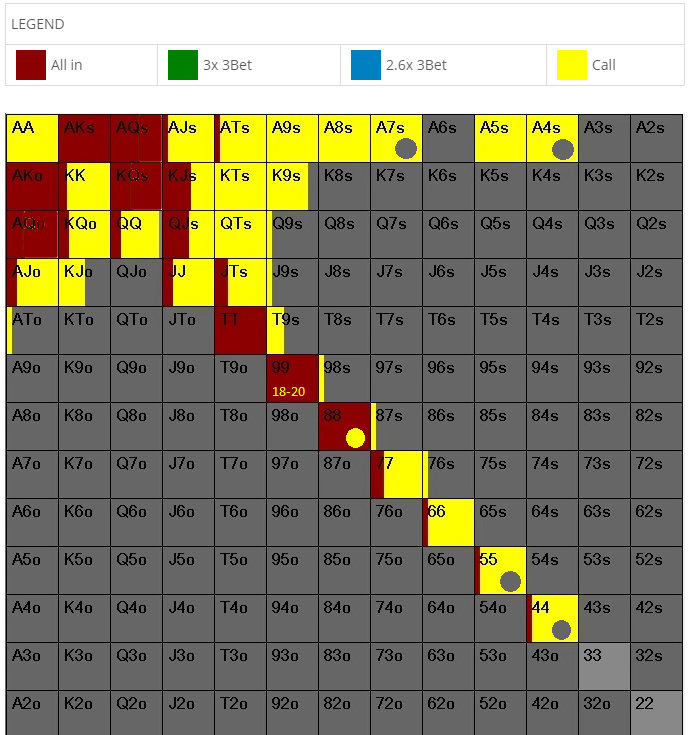 LEGEND
All in 3x 3Bet 2.6x 3Bet Call
AA AKs AQs AJs ATs A9s A8s A7s A6s A5s A4s A3s A2s
AKo KK KQs KJs KTs K9s K8s K7s K6s K5s K4s K3s K2s
AQo KQo QQ QJs QTs Q9s Q8s Q7s Q6s Q5s Q4s Q3s Q2s
AJo KJo QJo JJ JTs J9s J8s J7s J6s J5s J4s J3s J2s
ATo KTo QTo JTo TT T9s T8s T7s T6s T5s T4s T3s T2s
A9o K9o Q9o J9o T9o 99 98s 97s 96s 95s 94s 93s 92s
18-20
A8o K8o Q8o J8o T8o 98o 88 87s 86s 85s 84s 83s 82s
A7o K7o Q7o J7o T7o 97o 87o 77 76s 75s 74s 73s 72s
A6o K6o Q6o J6o T6o 96o 86o 76o 66 65s 64s 63s 62s
A5o K5o Q5o J5o T5o 95o 85o 75o 65o 55 54s 53s 52s
A4o K4o Q4o J4o T4o 94o 84o 74o 64o 54o 44 43s 42s
A3o K3o Q3o J3o T3o 93o 83o 73o 63o 53o 43o 33 32s
A2o K2o Q2o J2o T2o 92o 82o 72o 62o 52o 42o 32o 22